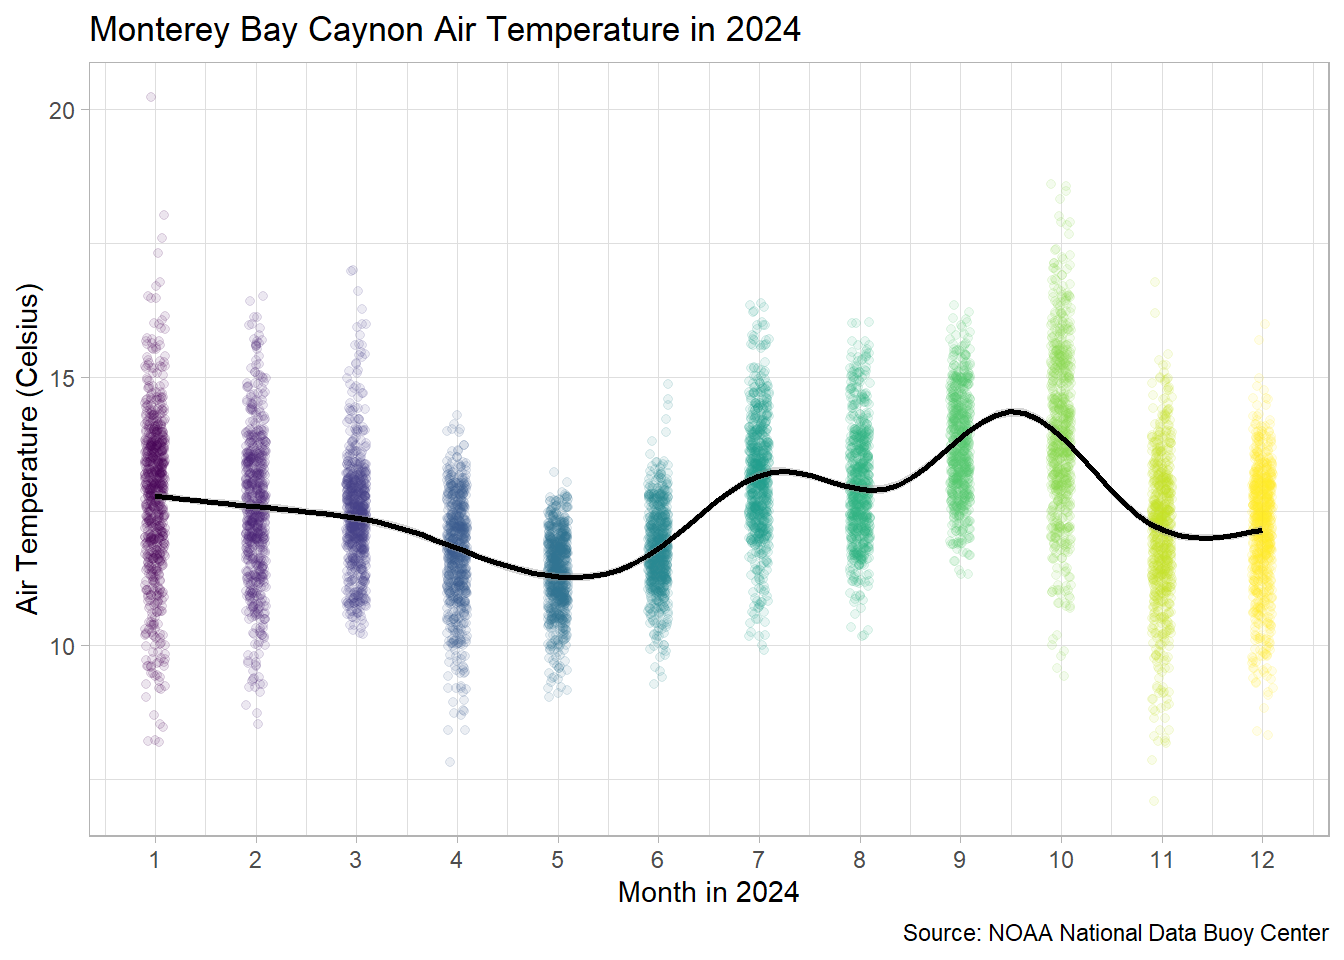 Monterey Bay Caynon Air Temperature in 2024
Air Temperature (Celsius)
20
15
10
1 2 3 4 5 6 7 8 9 10 11 12
Month in 2024
Source: NOAA National Data Buoy Center